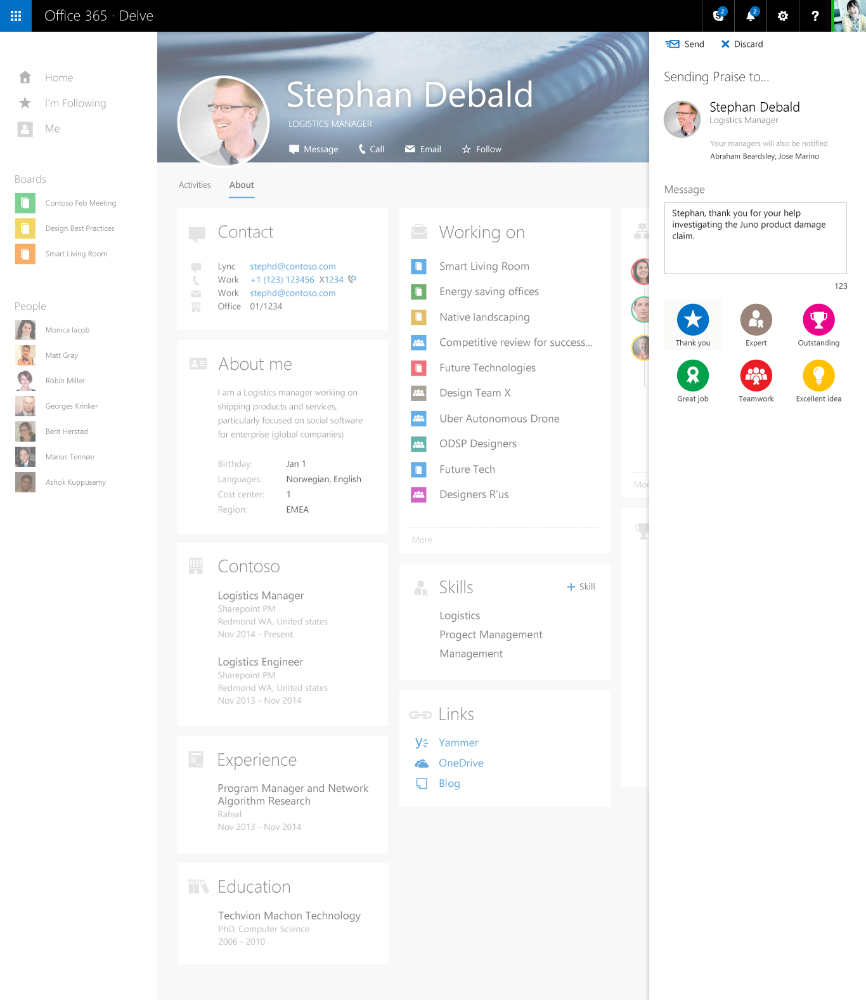 Office 365 · Delve
2
2
?
Home
I'm Following
Me
Boards
Contoso Feb Meeting
Design Best Practices
Smart Living Room
People
Monica Iacob
Matt Gray
Robin Miller
Georges Krinker
Berit Herstad
Marius Tennøe
Ashok Kuppusamy
Stephan Debald
LOGISTICS MANAGER
Message Call Email Follow
Activities About
Contact
Lync stephd@contoso.com
Work +1 (123) 123456 X1234
Work stephd@contoso.com
Office 01/1234
About me
I am a Logistics manager working on
shipping products and services,
particularly focused on social software
for enterprise (global companies)
Birthday: Jan 1
Languages: Norwegian, English
Cost center: 1
Region: EMEA
Contoso
Logistics Manager
Sharepoint PM
Redmond WA, United states
Nov 2014 - Present
Logistics Engineer
Sharepoint PM
Redmond WA, United states
Nov 2013 - Nov 2014
Experience
Program Manager and Network
Algorithm Research
Rafeal
Nov 2013 - Nov 2014
Education
Techvion Machon Technology
PhD, Computer Science
2006 - 2010
Working on
Smart Living Room
Energy saving offices
Native landscaping
Competitive review for success...
Future Technologies
Design Team X
Uber Autonomous Drone
ODSP Designers
Future Tech
Designers R'us
More
Skills
+ Skill
Logistics
Progect Management
Management
Links
Yammer
OneDrive
Blog
Mor
Send Discard
Sending Praise to...
Stephan Debald
Logistics Manager
Your managers will also be notified
Abraham Beardsley, Jose Marino
Message
Stephan, thank you for your help
investigating the Juno product damage
claim.
123
Thank you Expert Outstanding
Great job Teamwork Excellent idea